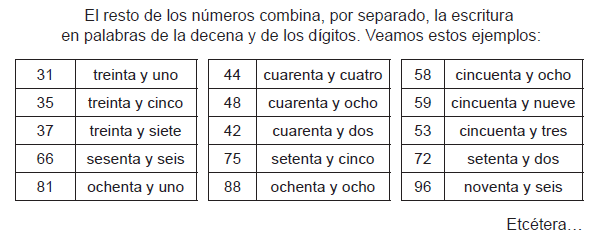 El resto de los números combina, por separado, la escritura
en palabras de la decena y de los dígitos. Veamos estos ejemplos:
31 treinta y uno 44 cuarenta y cuatro 58 cincuenta y ocho
35 treinta y cinco 48 cuarenta y ocho 59 cincuenta y nueve
37 treinta y siete 42 cuarenta y dos 53 cincuenta y tres
66 sesenta y seis 75 setenta y cinco 72 setenta y dos
81 ochenta y uno 88 ochenta y ocho 96 noventa y seis
Etcétera…